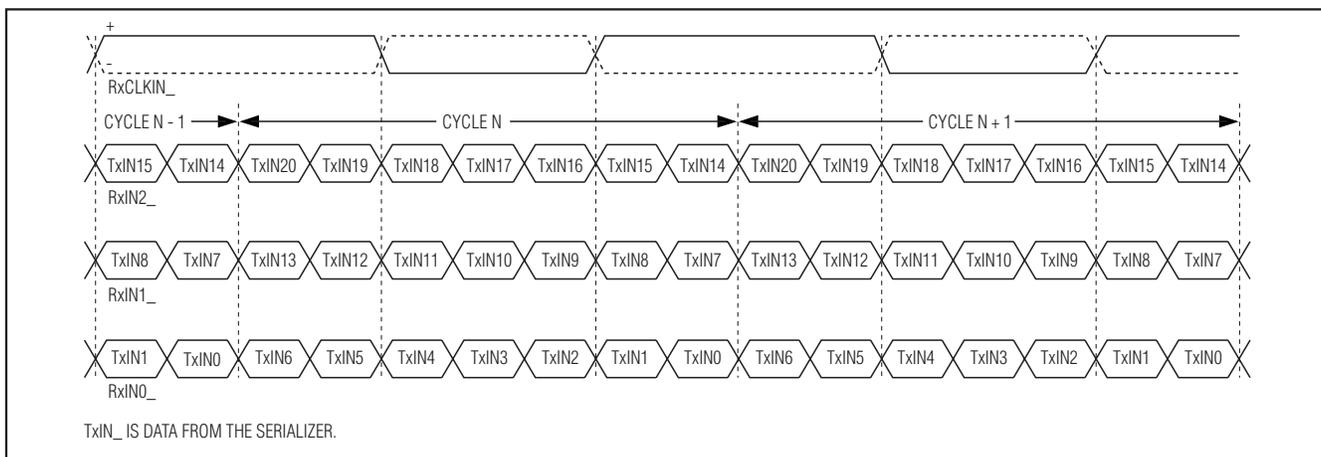 +
-
RxCLKIN_
CYCLE N - 1 CYCLE N CYCLE N + 1
TxIN15 TxIN14 TxIN20 TxIN19 TxIN18 TxIN17 TxIN16 TxIN15 TxIN14 TxIN20 TxIN19 TxIN18 TxIN17 TxIN16 TxIN15 TxIN14
RxIN2_
TxIN8 TxIN7 TxIN13 TxIN12 TxIN11 TxIN10 TxIN9 TxIN8 TxIN7 TxIN13 TxIN12 TxIN11 TxIN10 TxIN9 TxIN8 TxIN7
RxIN1_
TxIN1 TxIN0 TxIN6 TxIN5 TxIN4 TxIN3 TxIN2 TxIN1 TxIN0 TxIN6 TxIN5 TxIN4 TxIN3 TxIN2 TxIN1 TxIN0
RxIN0_
TxIN_ IS DATA FROM THE SERIALIZER.